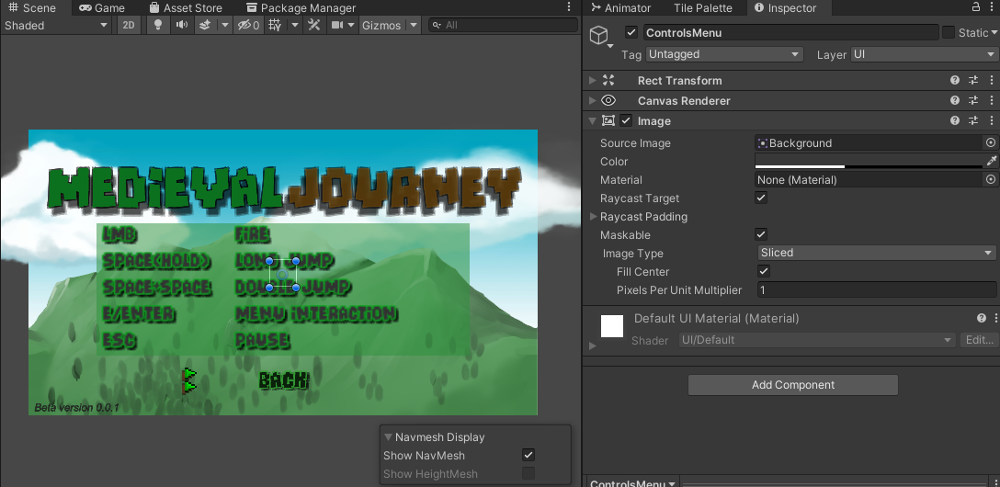 Scene Game Asset Store Package Manager
Shaded 2D 0 Gizmos All
MEDIEVAL JOURNEY
LMB FIRE
SPACE(HOLD) LONG JUMP
SPACE+SPACE DOUBLE JUMP
E/ENTER MENU INTERACTION
ESC PAUSE
BACK
Beta version 0.0.1
Navmesh Display
Show NavMesh
Show HeightMesh
Animator Tile Palette Inspector
ControlsMenu Static
Tag Untagged Layer UI
Rect Transform
Canvas Renderer
Image
Source Image Background
Color
Material None (Material)
Raycast Target
Raycast Padding
Maskable
Image Type Sliced
Fill Center
Pixels Per Unit Multiplier 1
Default UI Material (Material)
Shader UI/Default Edit...
Add Component
ControlsMenu